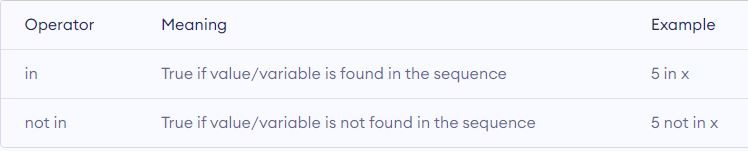 Operator Meaning Example
in True if value/variable is found in the sequence 5 in x
not in True if value/variable is not found in the sequence 5 not in x